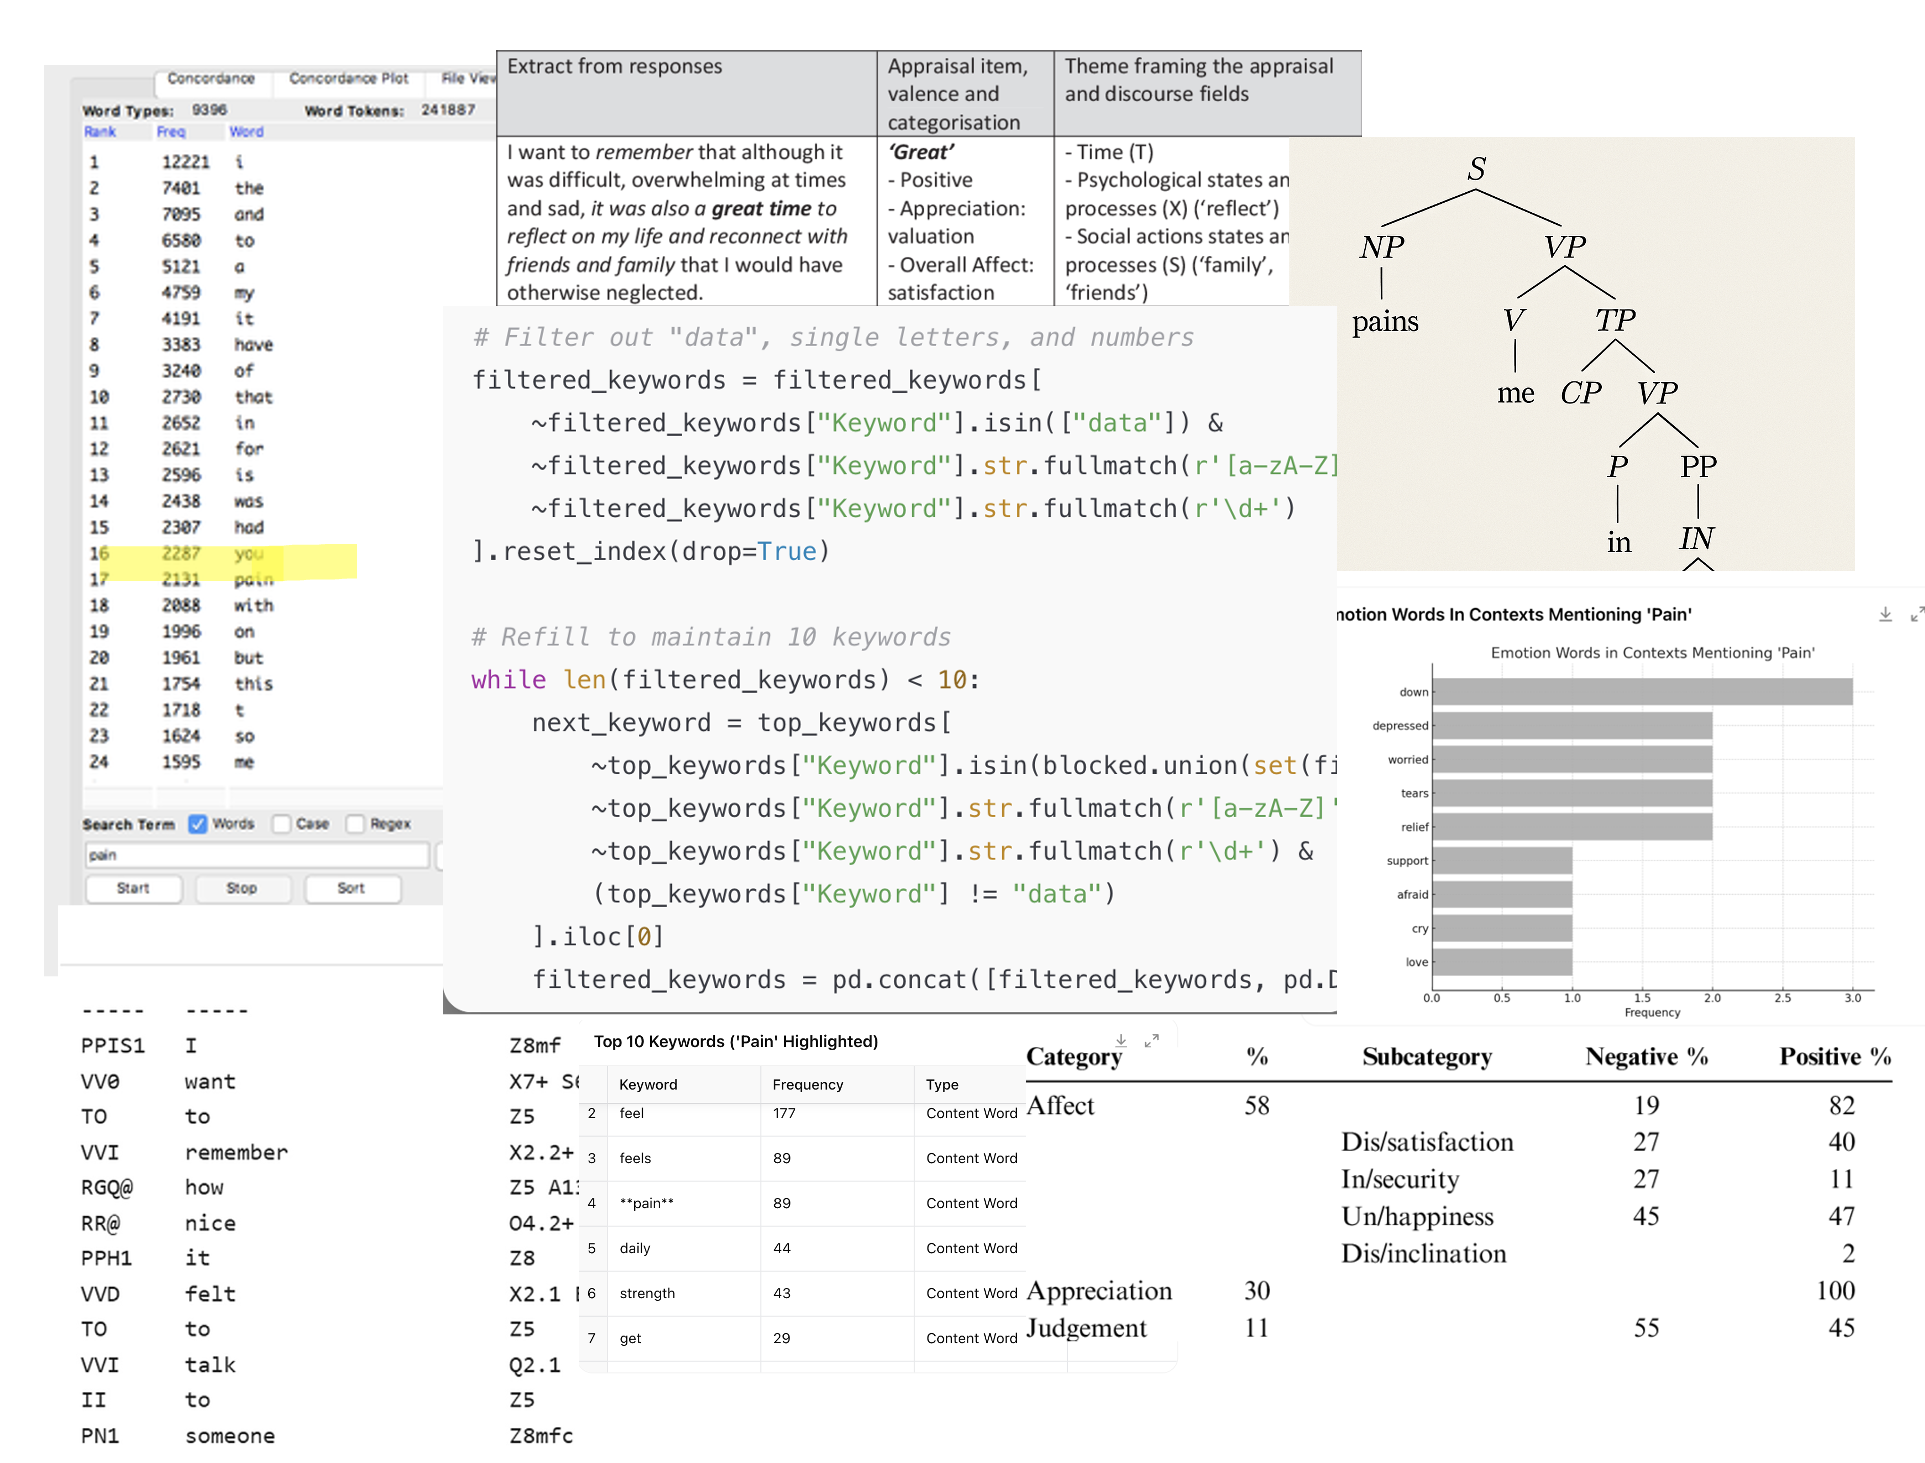 Concordance Concordance Plot File View
Word Types: 9396 Word Tokens: 241887
Rank Freq Word
1 12221 i
2 7401 the
3 7095 and
4 6580 to
5 5121 a
6 4759 my
7 4191 it
8 3383 have
9 3240 of
10 2730 that
11 2652 in
12 2621 for
13 2596 is
14 2438 was
15 2307 had
16 2287 you
17 2131 pain
18 2088 with
19 1996 on
20 1961 but
21 1754 this
22 1718 t
23 1624 so
24 1595 me
Search Term Words Case Regex
pain
Start Stop Sort
Extract from responses
Appraisal item,
valence and
categorisation
Theme framing the appraisal
and discourse fields
I want to remember that although it
was difficult, overwhelming at times
and sad, it was also a great time to
reflect on my life and reconnect with
friends and family that I would have
otherwise neglected.
‘Great’
- Positive
- Appreciation:
valuation
- Overall Affect:
satisfaction
- Time (T)
- Psychological states an
processes (X) (‘reflect’)
- Social actions states an
processes (S) (‘family’,
‘friends’)
S
NP VP
pains V TP
me CP VP
P PP
in IN
# Filter out "data", single letters, and numbers
filtered_keywords = filtered_keywords[
~filtered_keywords["Keyword"].isin(["data"]) &
~filtered_keywords["Keyword"].str.fullmatch(r'[a-zA-Z]
~filtered_keywords["Keyword"].str.fullmatch(r'\d+')
].reset_index(drop=True)
# Refill to maintain 10 keywords
while len(filtered_keywords) < 10:
next_keyword = top_keywords[
~top_keywords["Keyword"].isin(blocked.union(set(fi
~top_keywords["Keyword"].str.fullmatch(r'[a-zA-Z]'
~top_keywords["Keyword"].str.fullmatch(r'\d+') &
(top_keywords["Keyword"] != "data")
].iloc[0]
filtered_keywords = pd.concat([filtered_keywords, pd.D
motion Words In Contexts Mentioning 'Pain'
Emotion Words in Contexts Mentioning 'Pain'
down
depressed
worried
tears
relief
support
afraid
cry
love
0.0 0.5 1.0 1.5 2.0 2.5 3.0
Frequency
----- -----
PPIS1 I Z8mf
VV0 want X7+ S6
TO to Z5
VVI remember X2.2+
RGQ@ how Z5 A13
RR@ nice O4.2+
PPH1 it Z8
VVD felt X2.1 E
TO to Z5
VVI talk Q2.1
II to Z5
PN1 someone Z8mfc
Top 10 Keywords ('Pain' Highlighted)
Keyword Frequency Type
2 feel 177 Content Word
3 feels 89 Content Word
4 **pain** 89 Content Word
5 daily 44 Content Word
6 strength 43 Content Word
7 get 29 Content Word
Category % Subcategory Negative % Positive %
Affect 58 19 82
Dis/satisfaction 27 40
In/security 27 11
Un/happiness 45 47
Dis/inclination 2
Appreciation 30 100
Judgement 11 55 45